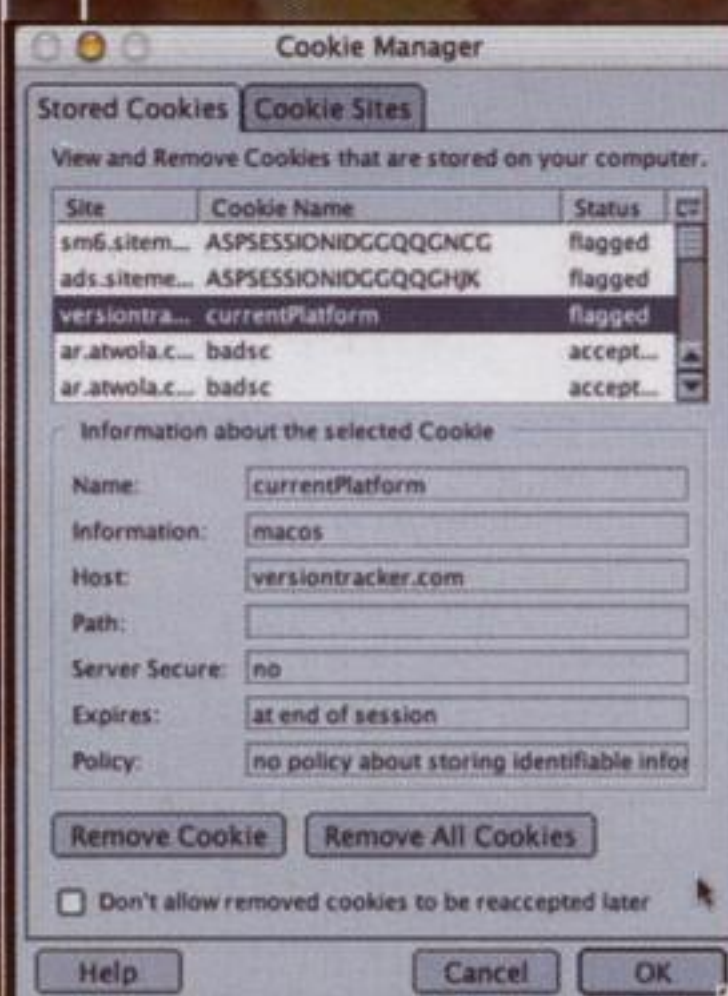 Cookie Manager
Stored Cookies Cookie Sites
View and Remove Cookies that are stored on your computer.
Site Cookie Name Status
sm6.sitem... ASPSESSIONIDGGQQGNCG flagged
ads.siteme... ASPSESSIONIDGGQQGHJK flagged
versiontra... currentPlatform flagged
ar.atwola.c... badsc accept...
ar.atwola.c... badsc accept...
Information about the selected Cookie
Name: currentPlatform
Information: macos
Host: versiontracker.com
Path:
Server Secure: no
Expires: at end of session
Policy: no policy about storing identifiable infor
Remove Cookie Remove All Cookies
Don't allow removed cookies to be reaccepted later
Help Cancel OK